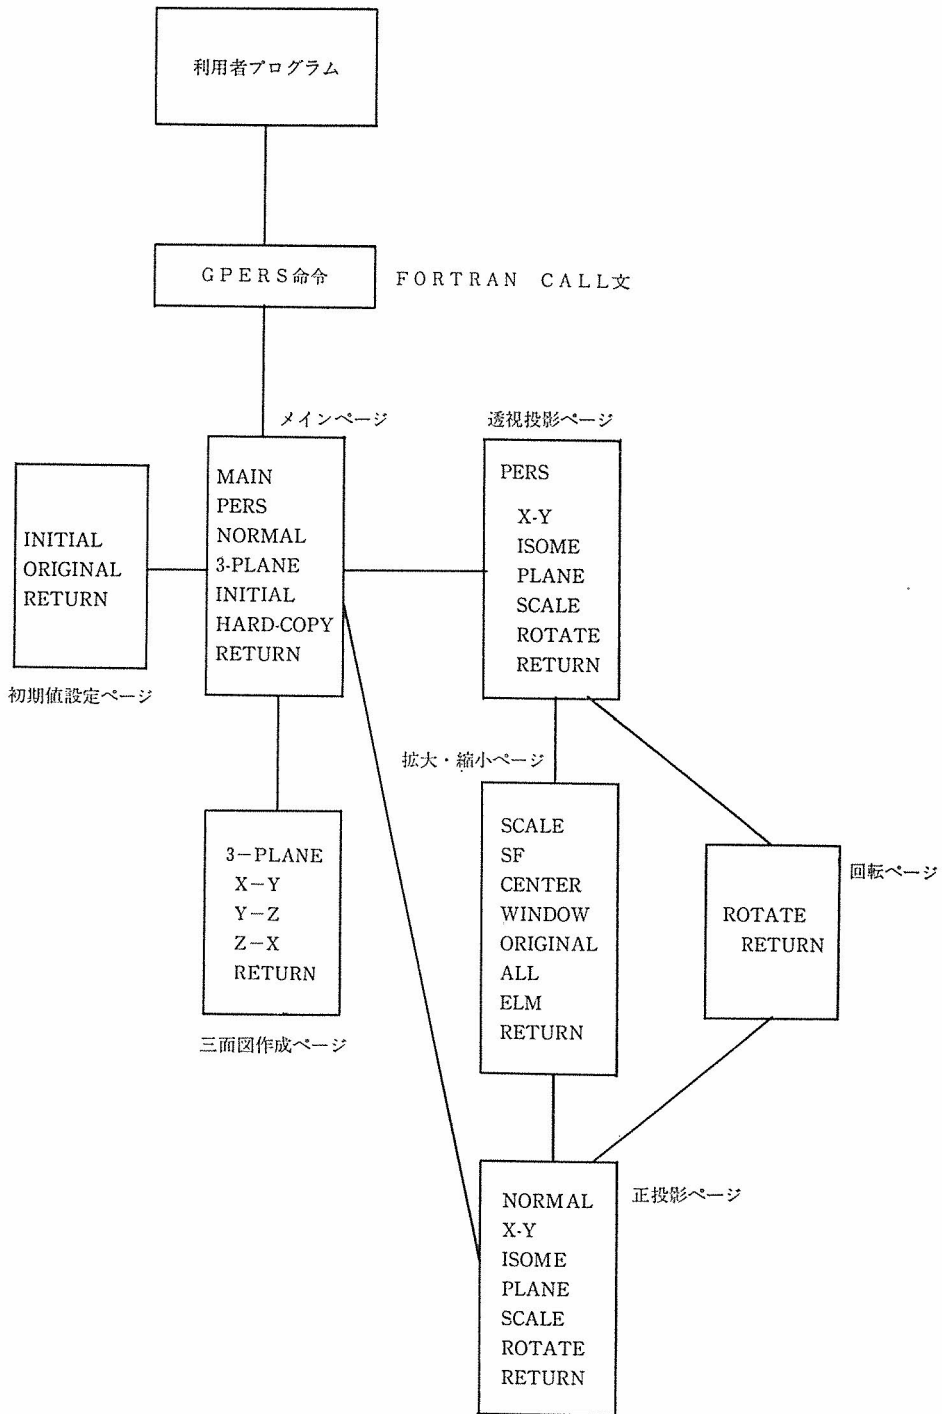 利用者プログラム
GPERS命令
FORTRAN CALL文
メインページ
MAIN
PERS
NORMAL
3-PLANE
INITIAL
HARD-COPY
RETURN
INITIAL
ORIGINAL
RETURN
初期値設定ページ
透視投影ページ
PERS
X-Y
ISOME
PLANE
SCALE
ROTATE
RETURN
3-PLANE
X-Y
Y-Z
Z-X
RETURN
三面図作成ページ
拡大・縮小ページ
SCALE
SF
CENTER
WINDOW
ORIGINAL
ALL
ELM
RETURN
回転ページ
ROTATE
RETURN
正投影ページ
NORMAL
X-Y
ISOME
PLANE
SCALE
ROTATE
RETURN